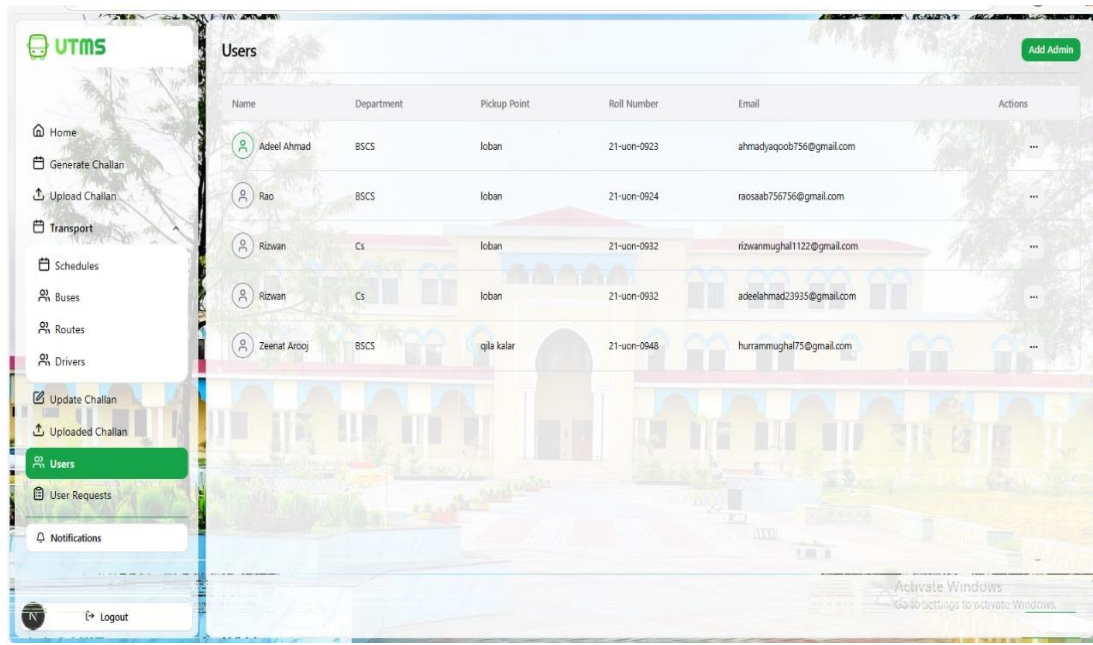 UTMS
Home
Generate Challan
Upload Challan
Transport
Schedules
Buses
Routes
Drivers
Update Challan
Uploaded Challan
Users
User Requests
Notifications
N
Logout
Users
Add Admin
Name Department Pickup Point Roll Number Email Actions
Adeel Ahmad BSCS loban 21-uon-0923 ahmadyaqoob756@gmail.com ...
Rao BSCS loban 21-uon-0924 raosaab756756@gmail.com ...
Rizwan Cs loban 21-uon-0932 rizwanmughal1122@gmail.com ...
Rizwan Cs loban 21-uon-0932 adeelahmad23935@gmail.com ...
Zeenat Arooj BSCS qila kalar 21-uon-0948 hurrammughal75@gmail.com ...
Activate Windows
Go to Settings to activate Windows.